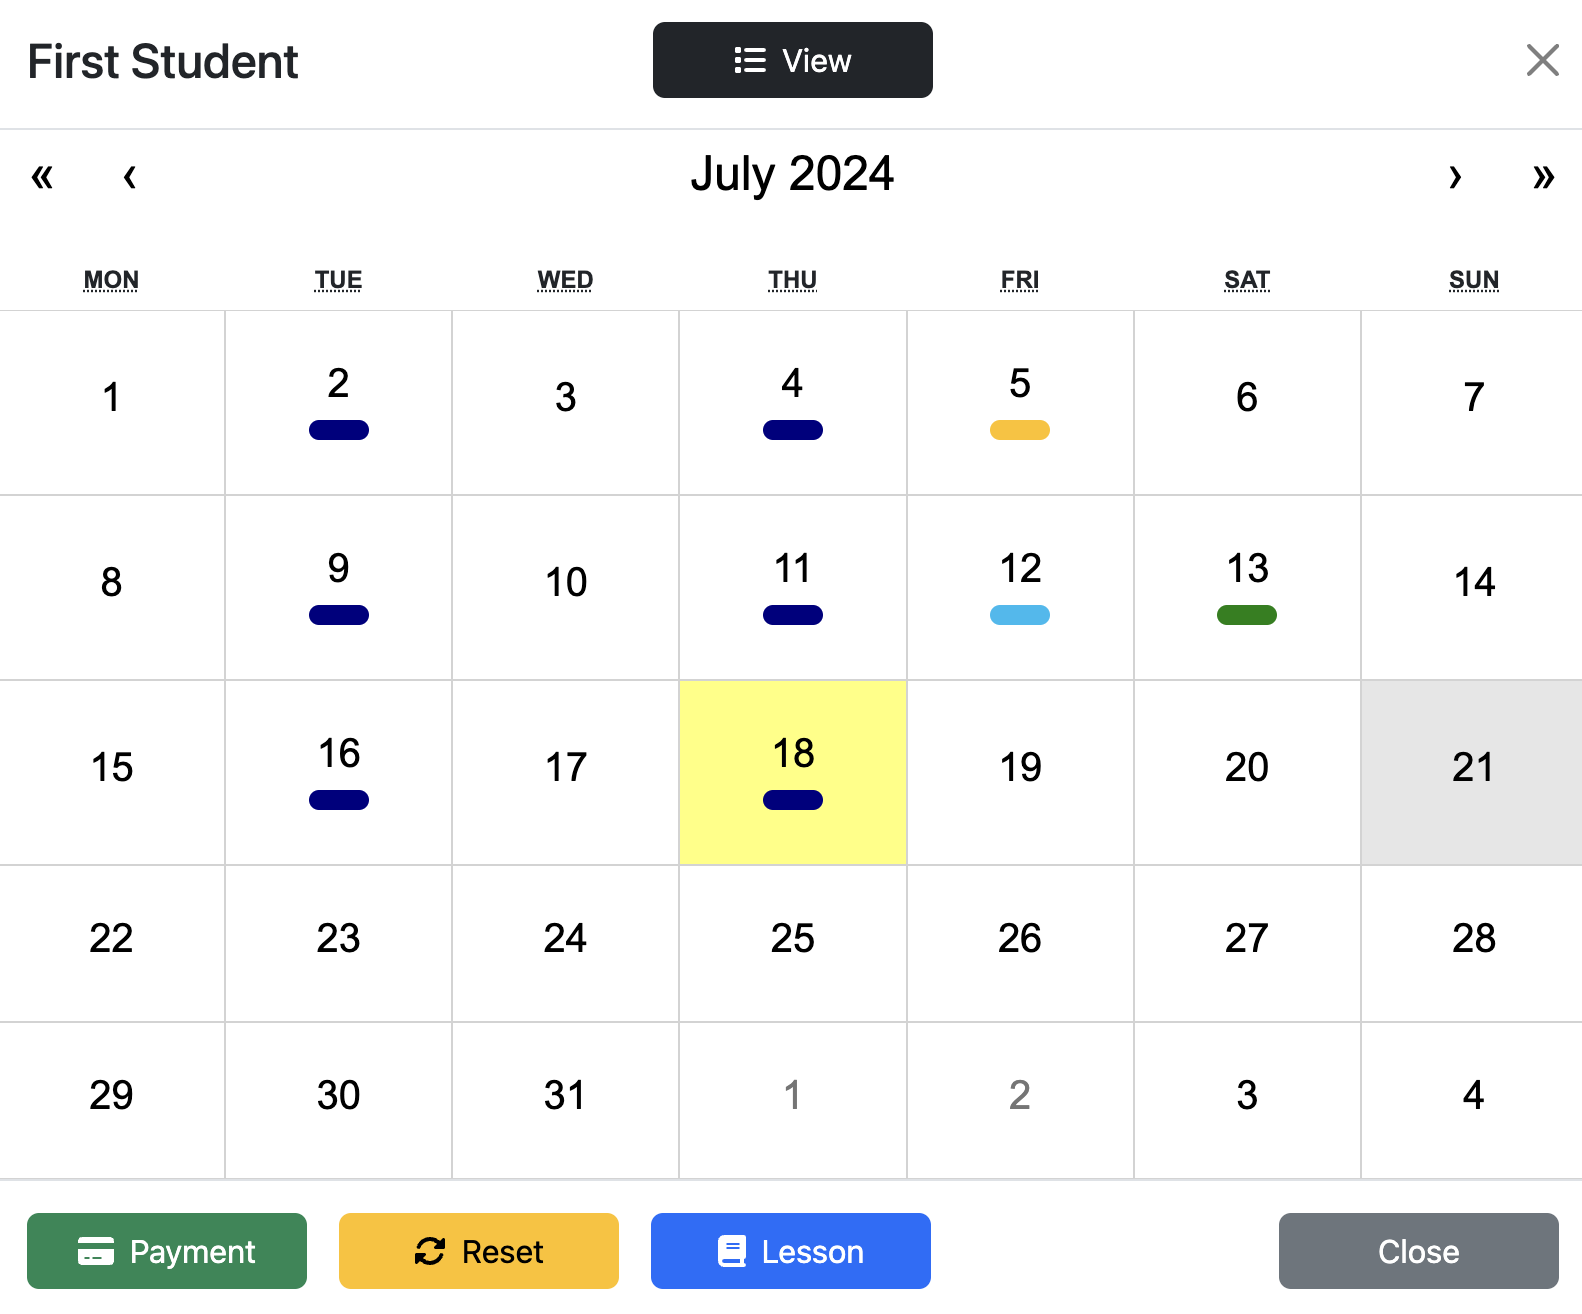 First Student
View
« ‹ July 2024 › »
MON TUE WED THU FRI SAT SUN
1 2 3 4 5 6 7
8 9 10 11 12 13 14
15 16 17 18 19 20 21
22 23 24 25 26 27 28
29 30 31 1 2 3 4
Payment Reset Lesson Close